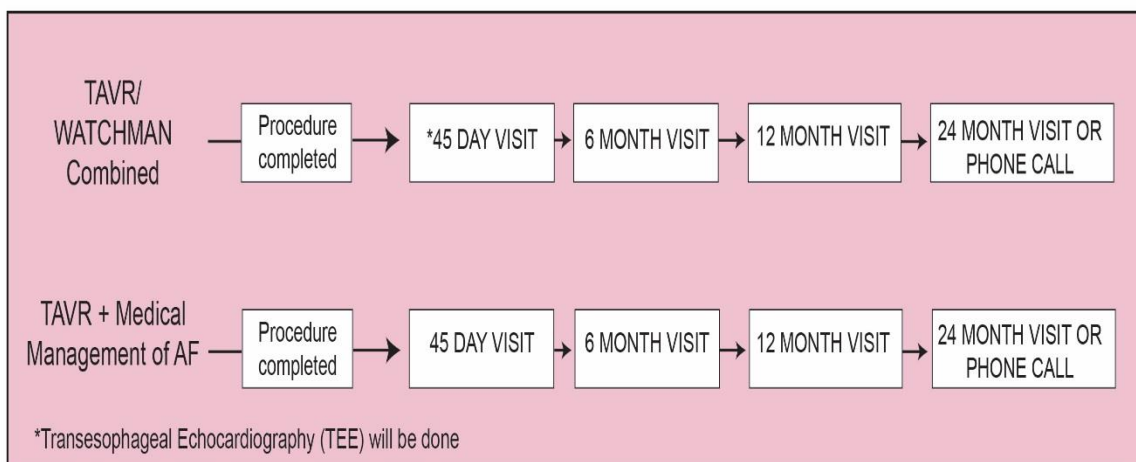 TAVR/
WATCHMAN
Combined
Procedure
completed
*45 DAY VISIT
6 MONTH VISIT
12 MONTH VISIT
24 MONTH VISIT OR
PHONE CALL
TAVR + Medical
Management of AF
Procedure
completed
45 DAY VISIT
6 MONTH VISIT
12 MONTH VISIT
24 MONTH VISIT OR
PHONE CALL
*Transesophageal Echocardiography (TEE) will be done